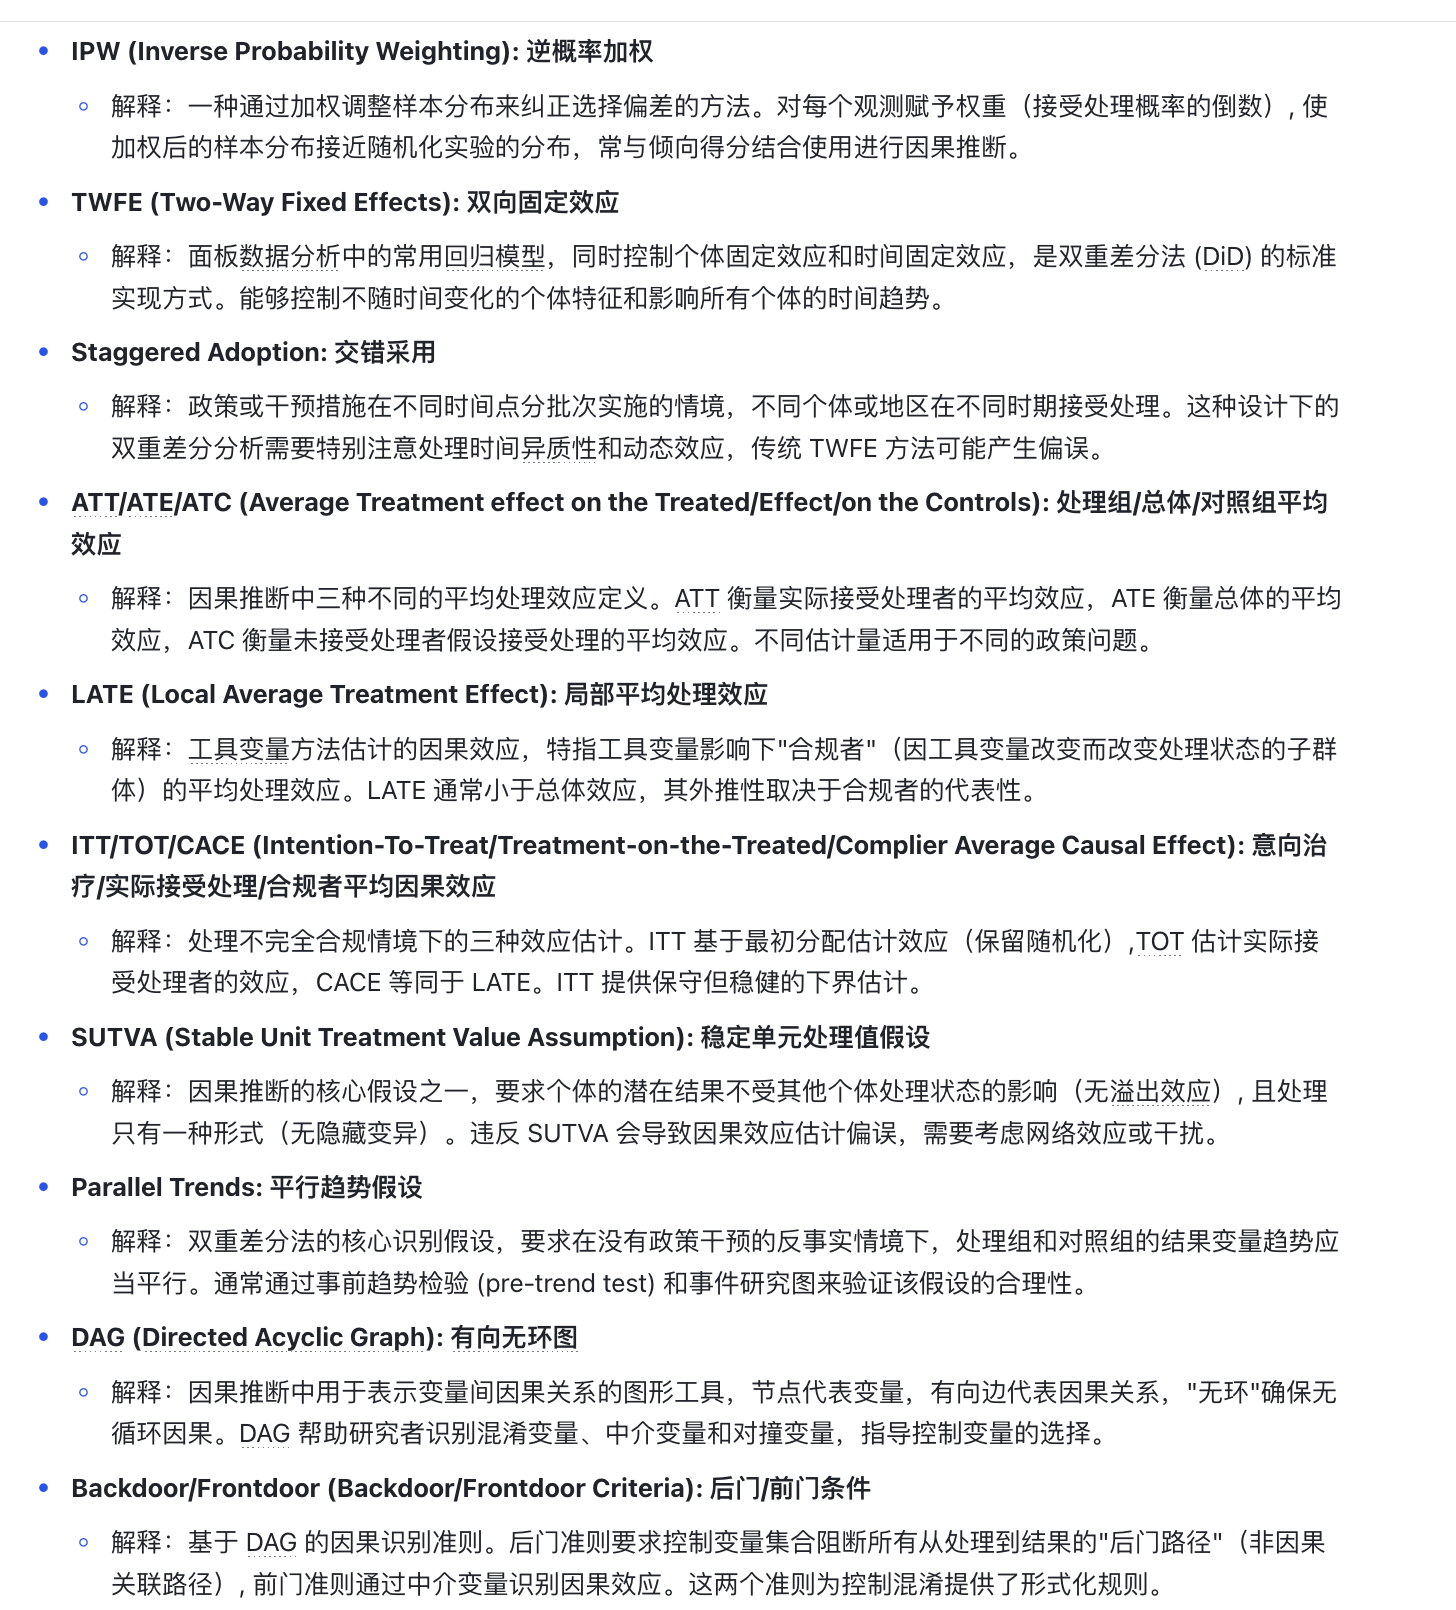 IPW (Inverse Probability Weighting): 逆概率加权
解释：一种通过加权调整样本分布来纠正选择偏差的方法。对每个观测赋予权重（接受处理概率的倒数）, 使
加权后的样本分布接近随机化实验的分布，常与倾向得分结合使用进行因果推断。
TWFE (Two-Way Fixed Effects): 双向固定效应
解释：面板数据分析中的常用回归模型，同时控制个体固定效应和时间固定效应，是双重差分法 (DiD) 的标准
实现方式。能够控制不随时间变化的个体特征和影响所有个体的时间趋势。
Staggered Adoption: 交错采用
解释：政策或干预措施在不同时间点分批次实施的情境，不同个体或地区在不同时期接受处理。这种设计下的
双重差分分析需要特别注意处理时间异质性和动态效应，传统 TWFE 方法可能产生偏误。
ATT/ATE/ATC (Average Treatment effect on the Treated/Effect/on the Controls): 处理组/总体/对照组平均
效应
解释：因果推断中三种不同的平均处理效应定义。ATT 衡量实际接受处理者的平均效应，ATE 衡量总体的平均
效应，ATC 衡量未接受处理者假设接受处理的平均效应。不同估计量适用于不同的政策问题。
LATE (Local Average Treatment Effect): 局部平均处理效应
解释：工具变量方法估计的因果效应，特指工具变量影响下"合规者"（因工具变量改变而改变处理状态的子群
体）的平均处理效应。LATE 通常小于总体效应，其外推性取决于合规者的代表性。
ITT/TOT/CACE (Intention-To-Treat/Treatment-on-the-Treated/Complier Average Causal Effect): 意向治
疗/实际接受处理/合规者平均因果效应
解释：处理不完全合规情境下的三种效应估计。ITT 基于最初分配估计效应（保留随机化）,TOT 估计实际接
受处理者的效应，CACE 等同于 LATE。ITT 提供保守但稳健的下界估计。
SUTVA (Stable Unit Treatment Value Assumption): 稳定单元处理值假设
解释：因果推断的核心假设之一，要求个体的潜在结果不受其他个体处理状态的影响（无溢出效应）, 且处理
只有一种形式（无隐藏变异）。违反 SUTVA 会导致因果效应估计偏误，需要考虑网络效应或干扰。
Parallel Trends: 平行趋势假设
解释：双重差分法的核心识别假设，要求在没有政策干预的反事实情境下，处理组和对照组的结果变量趋势应
当平行。通常通过事前趋势检验 (pre-trend test) 和事件研究图来验证该假设的合理性。
DAG (Directed Acyclic Graph): 有向无环图
解释：因果推断中用于表示变量间因果关系的图形工具，节点代表变量，有向边代表因果关系，"无环"确保无
循环因果。DAG 帮助研究者识别混淆变量、中介变量和对撞变量，指导控制变量的选择。
Backdoor/Frontdoor (Backdoor/Frontdoor Criteria): 后门/前门条件
解释：基于 DAG 的因果识别准则。后门准则要求控制变量集合阻断所有从处理到结果的"后门路径"（非因果
关联路径）, 前门准则通过中介变量识别因果效应。这两个准则为控制混淆提供了形式化规则。